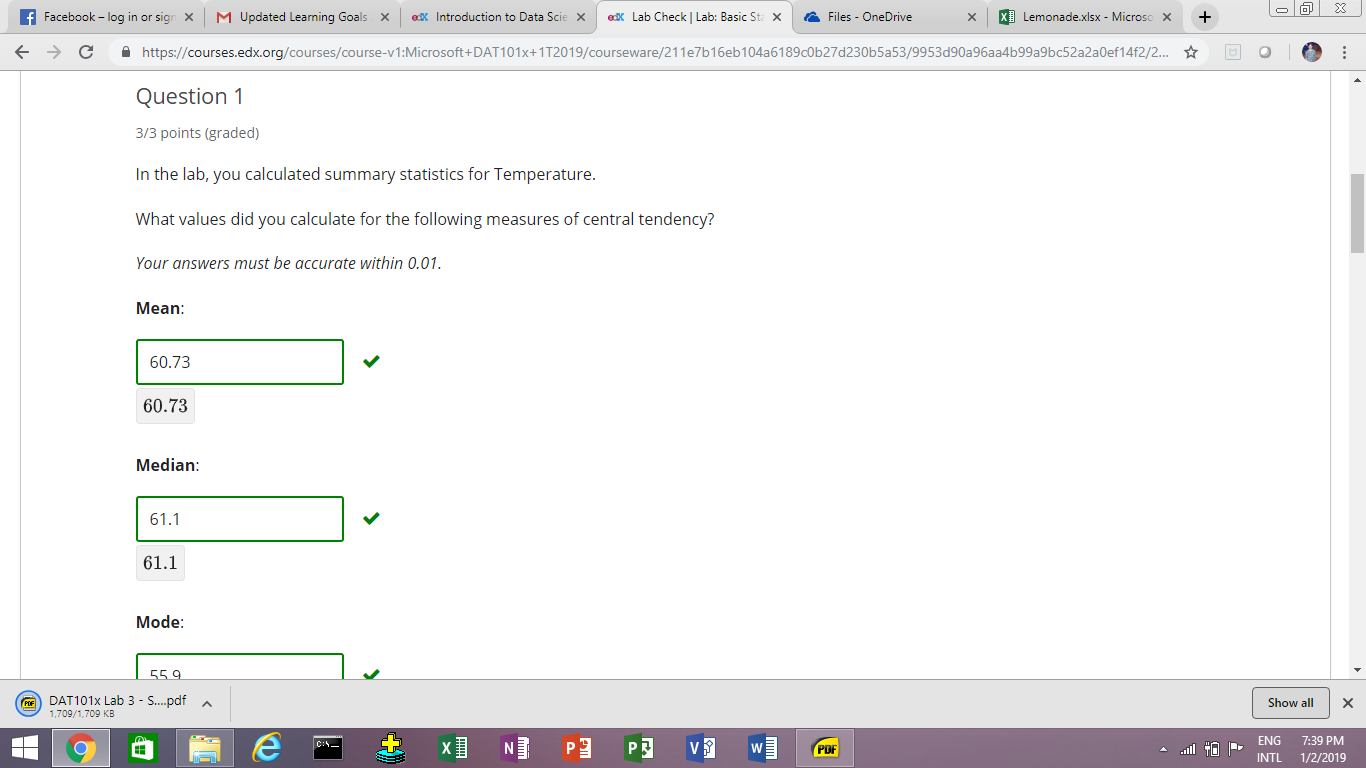 Facebook – log in or sign
Updated Learning Goals
edX Introduction to Data Scie
edX Lab Check | Lab: Basic Sta
Files - OneDrive
Lemonade.xlsx - Microso
https://courses.edx.org/courses/course-v1:Microsoft+DAT101x+1T2019/courseware/211e7b16eb104a6189c0b27d230b5a53/9953d90a96aa4b99a9bc52a2a0ef14f2/2...
Question 1
3/3 points (graded)
In the lab, you calculated summary statistics for Temperature.
What values did you calculate for the following measures of central tendency?
Your answers must be accurate within 0.01.
Mean:
60.73
60.73
Median:
61.1
61.1
Mode:
55.9
DAT101x Lab 3 - S....pdf
1,709/1,709 KB
Show all
ENG 7:39 PM
INTL 1/2/2019